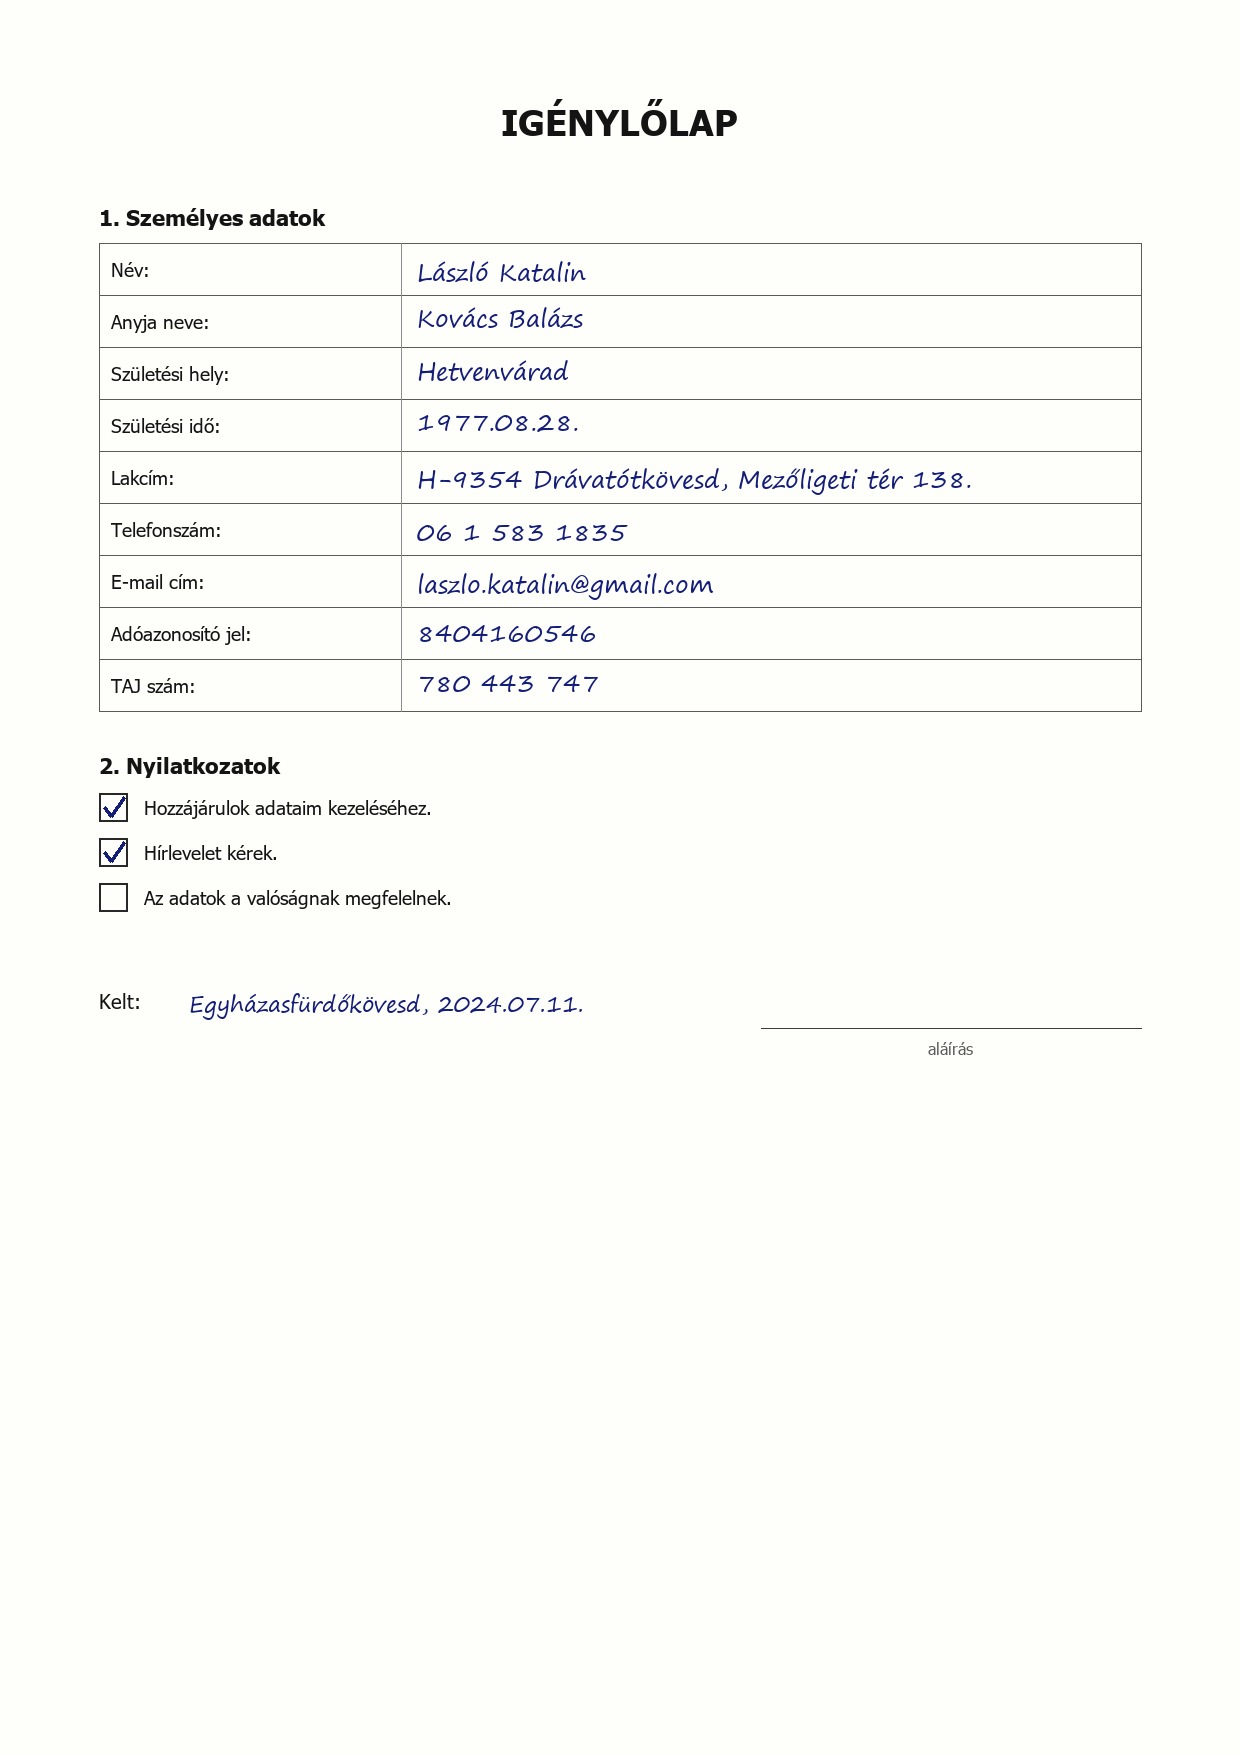 IGÉNYLŐLAP
1. Személyes adatok
Név: László Katalin
Anyja neve: Kovács Balázs
Születési hely: Hetvenvárad
Születési idő: 1977.08.28.
Lakcím: H-9354 Drávatótkövesd, Mezőligeti tér 138.
Telefonszám: 06 1 583 1835
E-mail cím: laszlo.katalin@gmail.com
Adóazonosító jel: 8404160546
TAJ szám: 780 443 747
2. Nyilatkozatok
Hozzájárulok adataim kezeléséhez.
Hírlevelet kérek.
Az adatok a valóságnak megfelelnek.
Kelt: Egyházasfürdőkövesd, 2024.07.11.
aláírás